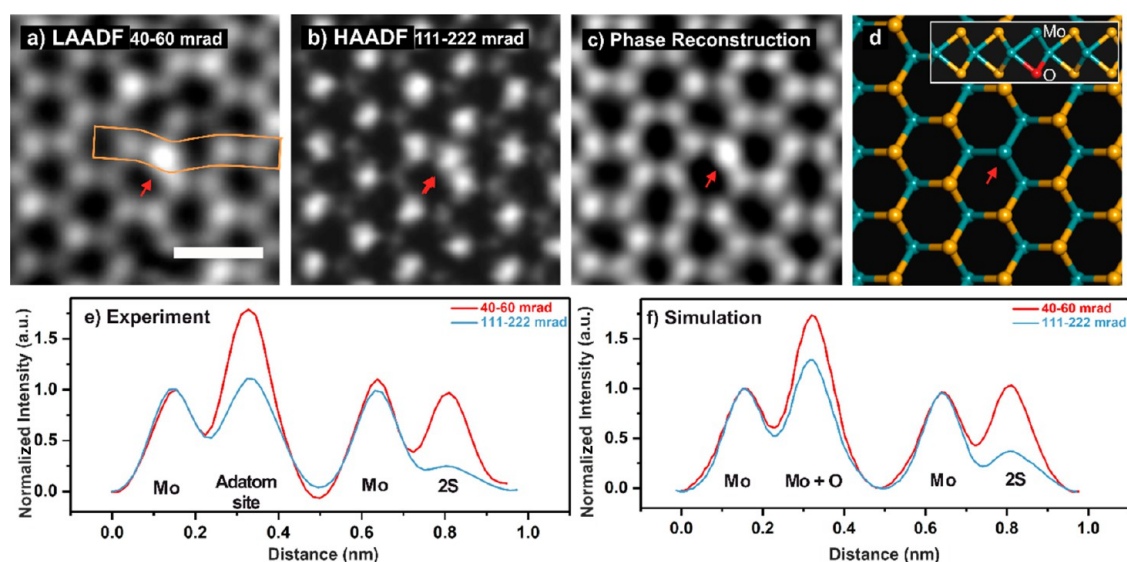 a) LAADF 40-60 mrad
b) HAADF 111-222 mrad
c) Phase Reconstruction
d
Mo
O
e) Experiment
40-60 mrad
111-222 mrad
Normalized Intensity (a.u.)
1.5
1.0
0.5
0.0
Mo
Adatom
site
Mo
2S
0.0 0.2 0.4 0.6 0.8 1.0
Distance (nm)
f) Simulation
40-60 mrad
111-222 mrad
Normalized Intensity (a.u.)
1.5
1.0
0.5
0.0
Mo
Mo + O
Mo
2S
0.0 0.2 0.4 0.6 0.8 1.0
Distance (nm)